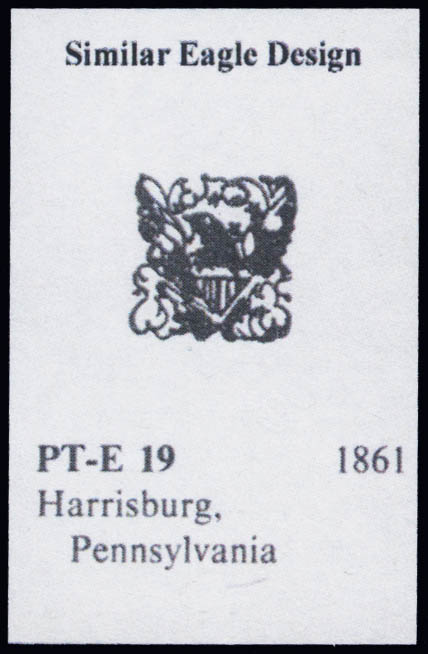 Similar Eagle Design
PT-E 19 1861
Harrisburg,
Pennsylvania